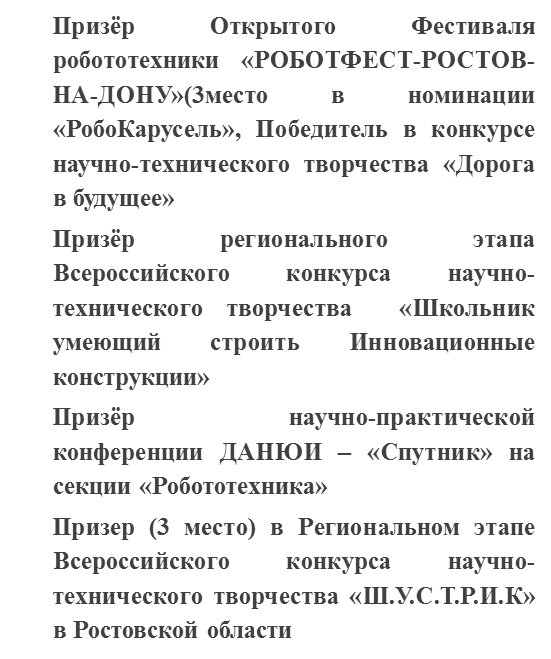 Призёр Открытого Фестиваля
робототехники «РОБОТФЕСТ-РОСТОВ-
НА-ДОНУ»(3место в номинации
«РобоКарусель», Победитель в конкурсе
научно-технического творчества «Дорога
в будущее»
Призёр регионального этапа
Всероссийского конкурса научно-
технического творчества «Школьник
умеющий строить Инновационные
конструкции»
Призёр научно-практической
конференции ДАНЮИ – «Спутник» на
секции «Робототехника»
Призер (3 место) в Региональном этапе
Всероссийского конкурса научно-
технического творчества «Ш.У.С.Т.Р.И.К»
в Ростовской области